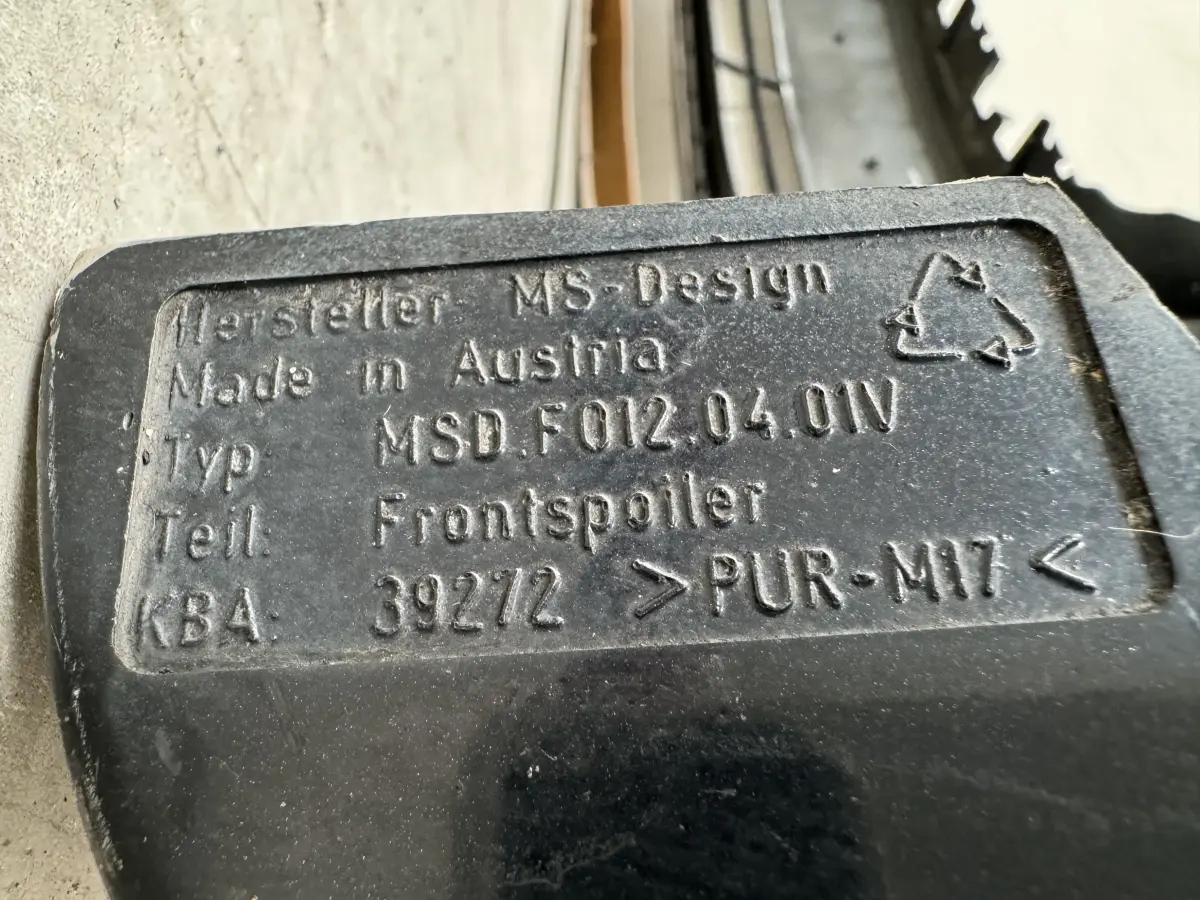 Hersteller: MS-Design
Made in Austria
Typ: MSD.F012.04.01V
Teil: Frontspoiler
KBA: 39272 >PUR-M17<